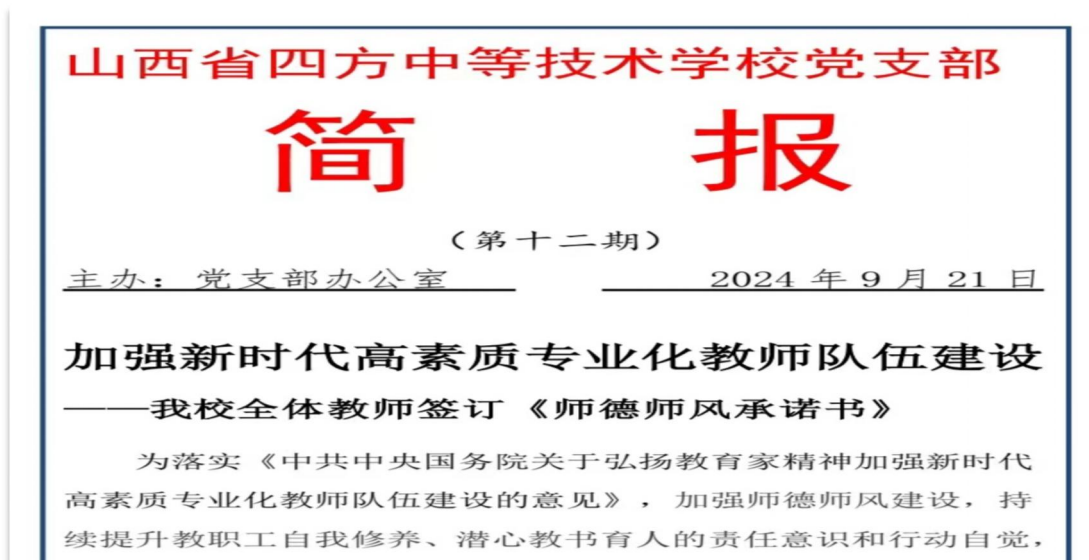 山西省四方中等技术学校党支部
简 报
（第十二期）
主办：党支部办公室 2024 年 9 月 21 日
加强新时代高素质专业化教师队伍建设
——我校全体教师签订《师德师风承诺书》
为落实《中共中央国务院关于弘扬教育家精神加强新时代
高素质专业化教师队伍建设的意见》，加强师德师风建设，持
续提升教职工自我修养、潜心教书育人的责任意识和行动自觉，